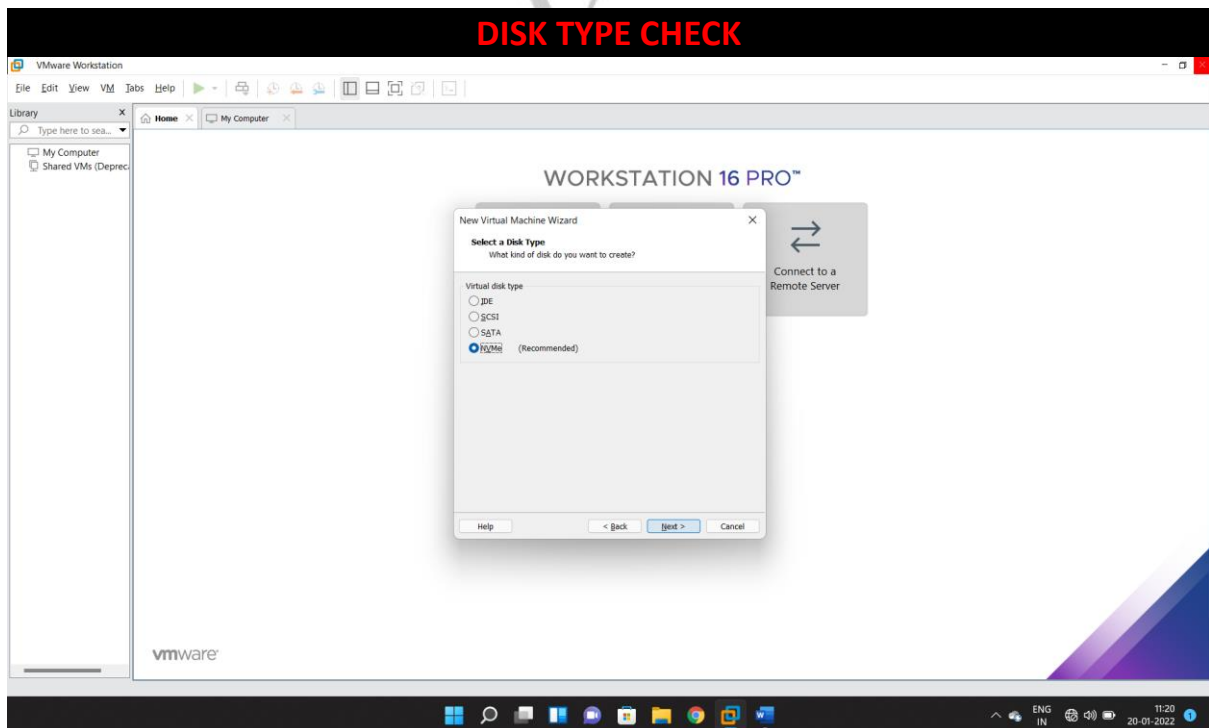 DISK TYPE CHECK
VMware Workstation
File Edit View VM Tabs Help
Library X
Type here to sea...
Home
My Computer
My Computer
Shared VMs (Depreca
WORKSTATION 16 PRO™
New Virtual Machine Wizard
Select a Disk Type
What kind of disk do you want to create?
Virtual disk type
IDE
SCSI
SATA
NVMe (Recommended)
Help < Back Next > Cancel
Connect to a
Remote Server
vmware
ENG
IN
11:20
20-01-2022
1